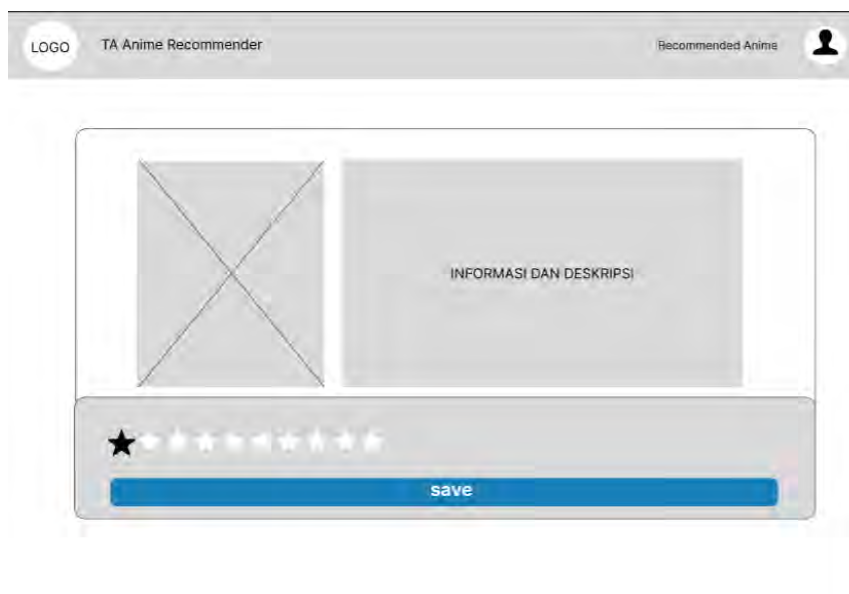 LOGO
TA Anime Recommender
Recommended Anime
INFORMASI DAN DESKRIPSI
save